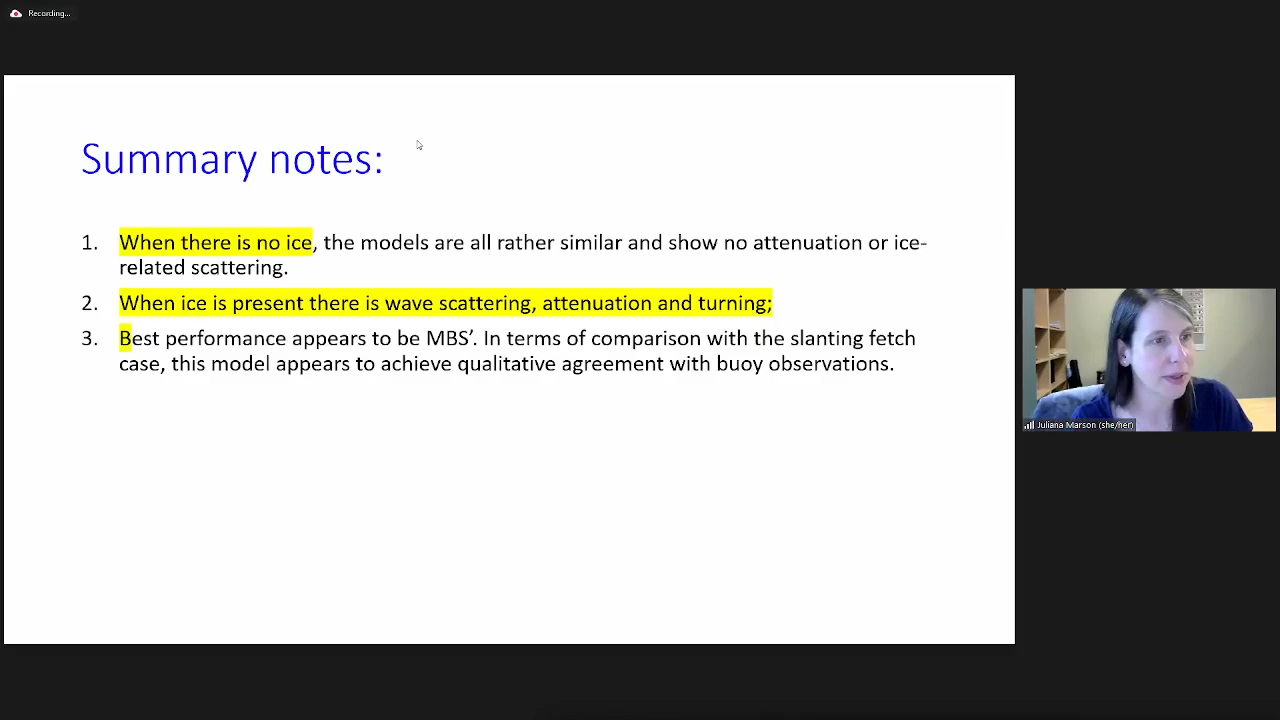 Recording...
Summary notes:
1. When there is no ice, the models are all rather similar and show no attenuation or ice-
related scattering.
2. When ice is present there is wave scattering, attenuation and turning;
3. Best performance appears to be MBS’. In terms of comparison with the slanting fetch
case, this model appears to achieve qualitative agreement with buoy observations.
Juliana Marson (she/her)